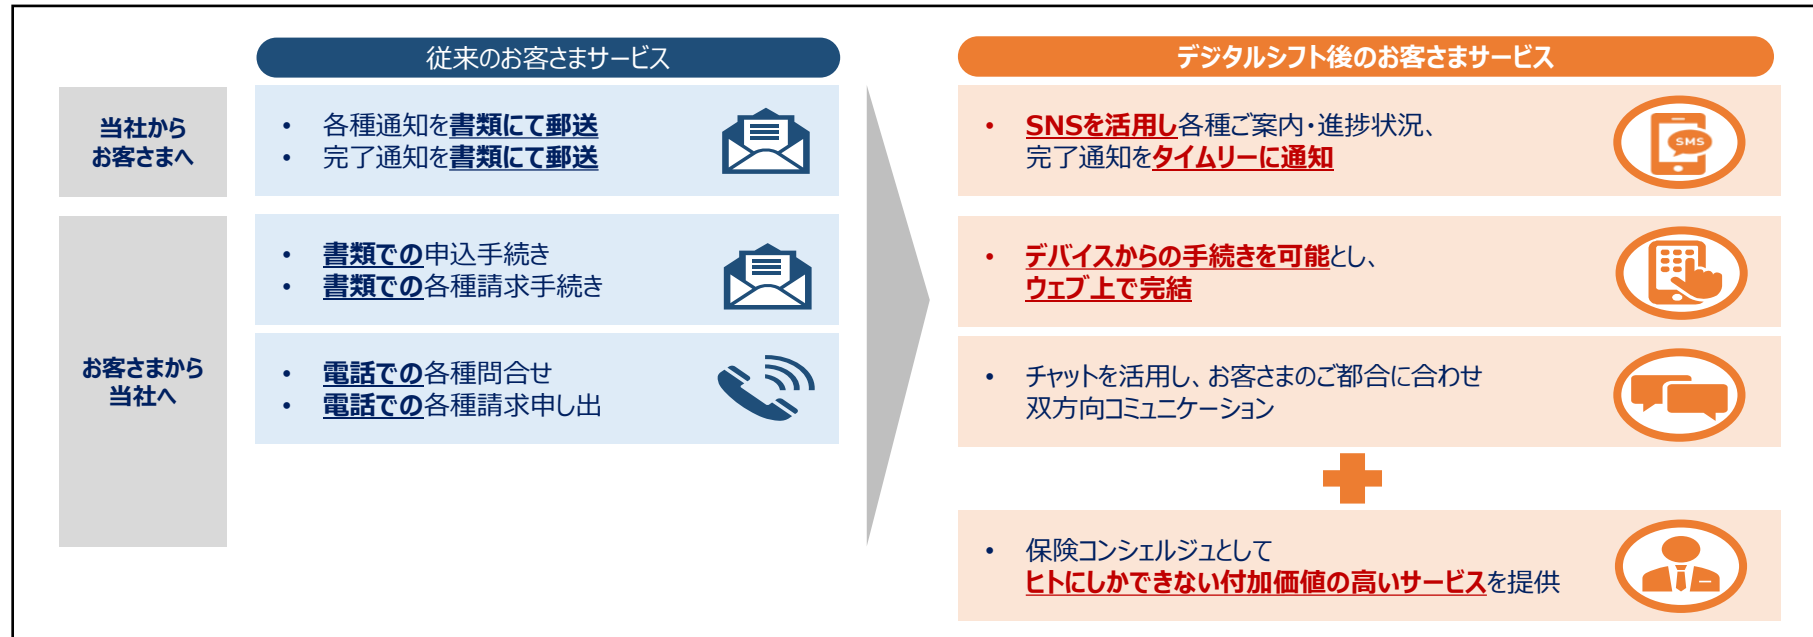 従来のお客さまサービス
デジタルシフト後のお客さまサービス
当社から
お客さまへ
• 各種通知を書類にて郵送
• 完了通知を書類にて郵送
• SNSを活用し各種ご案内・進捗状況、
完了通知をタイムリーに通知
SMS
お客さまから
当社へ
• 書類での申込手続き
• 書類での各種請求手続き
• デバイスからの手続きを可能とし、
ウェブ上で完結
• 電話での各種問合せ
• 電話での各種請求申し出
• チャットを活用し、お客さまのご都合に合わせ
双方向コミュニケーション
• 保険コンシェルジュとして
ヒトにしかできない付加価値の高いサービスを提供